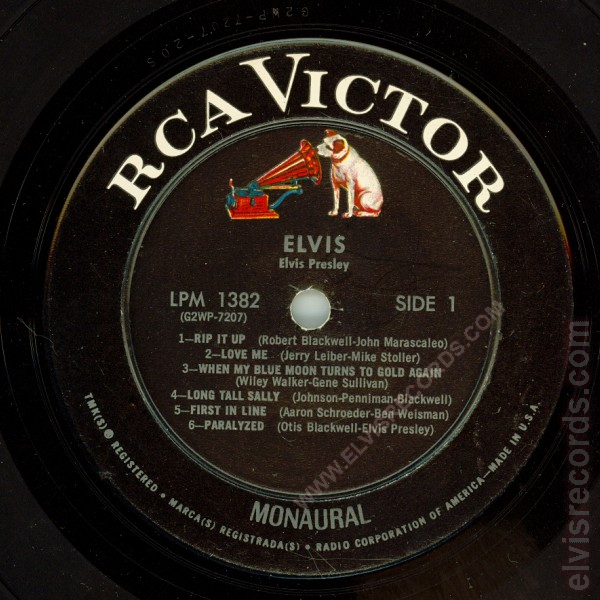 RCA VICTOR
ELVIS
Elvis Presley
LPM 1382
(G2WP-7207)
SIDE 1
1—RIP IT UP (Robert Blackwell-John Marascaleo)
2—LOVE ME (Jerry Leiber-Mike Stoller)
3—WHEN MY BLUE MOON TURNS TO GOLD AGAIN
(Wiley Walker-Gene Sullivan)
4—LONG TALL SALLY (Johnson-Penniman-Blackwell)
5—FIRST IN LINE (Aaron Schroeder-Ben Weisman)
6—PARALYZED (Otis Blackwell-Elvis Presley)
MONAURAL
TMK(S) ® REGISTERED • MARCA(S) REGISTRADA(S) • RADIO CORPORATION OF AMERICA—MADE IN U.S.A.
WWW.ELVISRECORDS.COM
elvisrecords.com